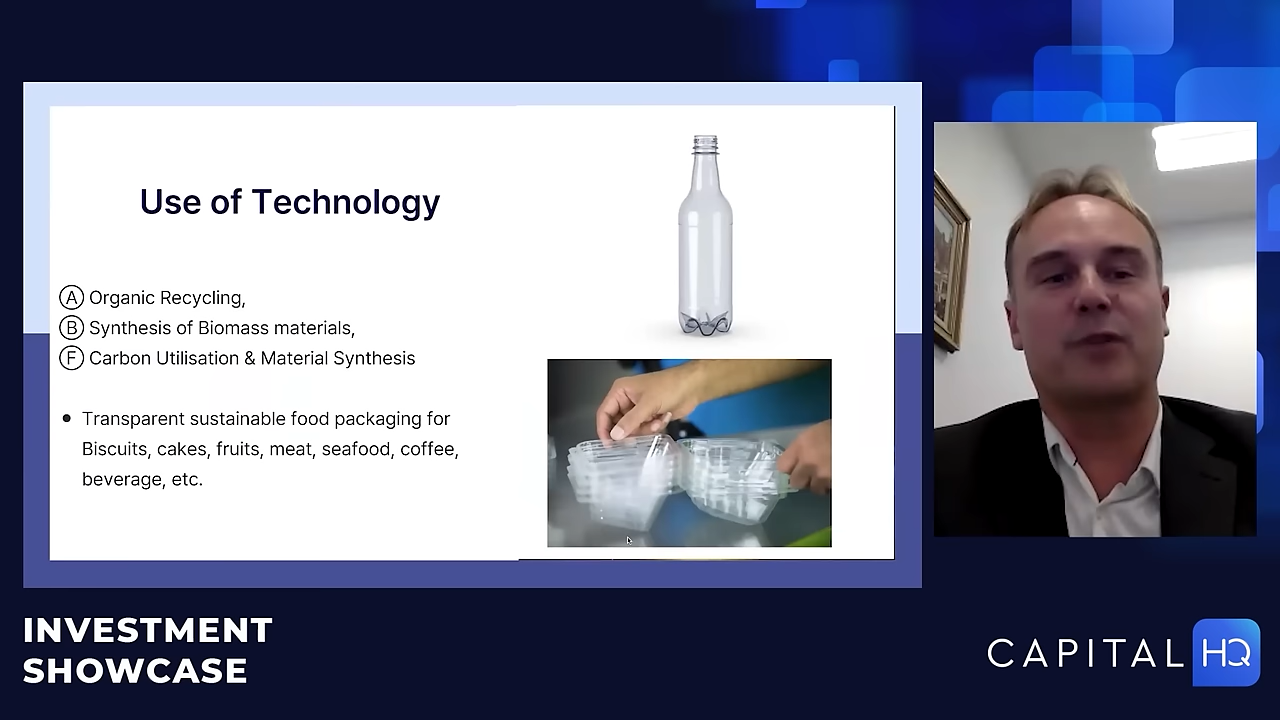 Use of Technology
A Organic Recycling,
B Synthesis of Biomass materials,
F Carbon Utilisation & Material Synthesis
• Transparent sustainable food packaging for
Biscuits, cakes, fruits, meat, seafood, coffee,
beverage, etc.
INVESTMENT
SHOWCASE
CAPITAL HQ